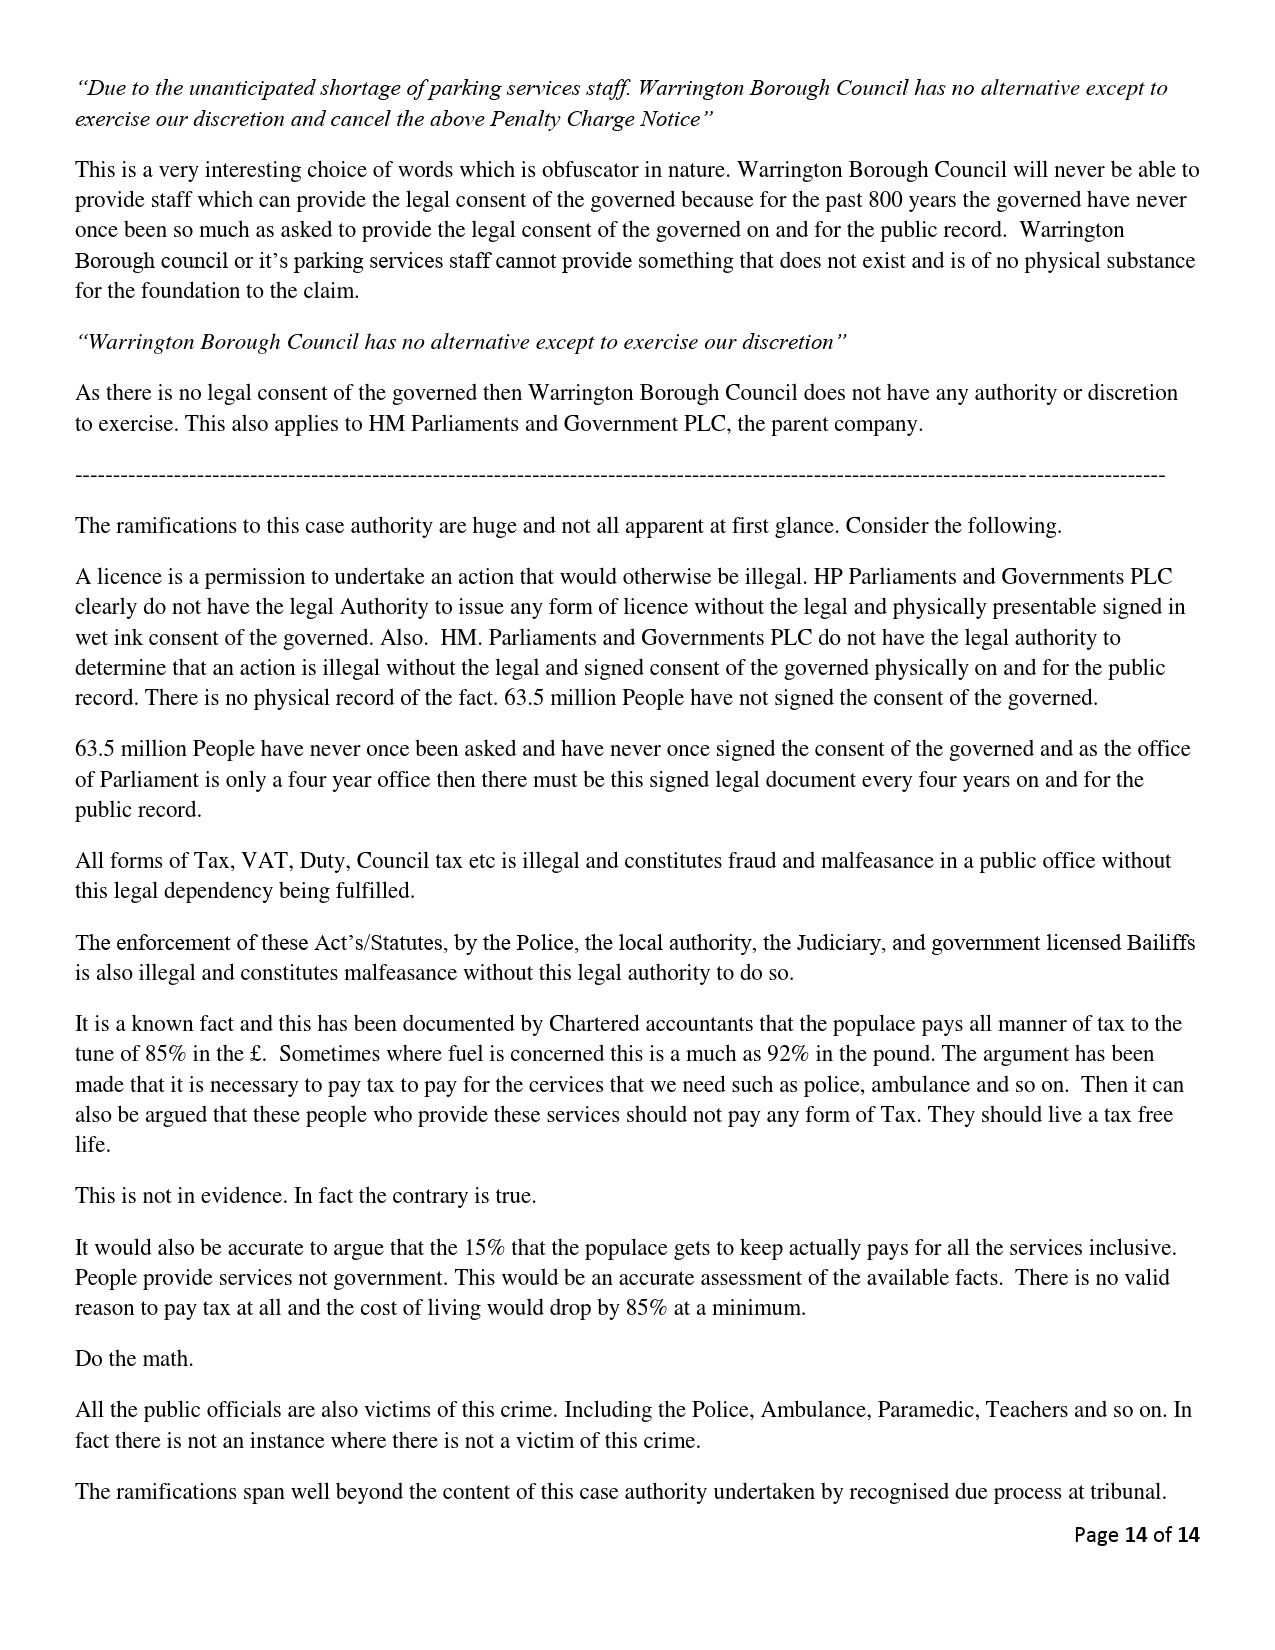 “Due to the unanticipated shortage of parking services staff. Warrington Borough Council has no alternative except to
exercise our discretion and cancel the above Penalty Charge Notice”
This is a very interesting choice of words which is obfuscator in nature. Warrington Borough Council will never be able to
provide staff which can provide the legal consent of the governed because for the past 800 years the governed have never
once been so much as asked to provide the legal consent of the governed on and for the public record.  Warrington
Borough council or it’s parking services staff cannot provide something that does not exist and is of no physical substance
for the foundation to the claim.
“Warrington Borough Council has no alternative except to exercise our discretion”
As there is no legal consent of the governed then Warrington Borough Council does not have any authority or discretion
to exercise. This also applies to HM Parliaments and Government PLC, the parent company.
------------------------------------------------------------------------------------------------------------------------------------------------
The ramifications to this case authority are huge and not all apparent at first glance. Consider the following.
A licence is a permission to undertake an action that would otherwise be illegal. HP Parliaments and Governments PLC
clearly do not have the legal Authority to issue any form of licence without the legal and physically presentable signed in
wet ink consent of the governed. Also.  HM. Parliaments and Governments PLC do not have the legal authority to
determine that an action is illegal without the legal and signed consent of the governed physically on and for the public
record. There is no physical record of the fact. 63.5 million People have not signed the consent of the governed.
63.5 million People have never once been asked and have never once signed the consent of the governed and as the office
of Parliament is only a four year office then there must be this signed legal document every four years on and for the
public record.
All forms of Tax, VAT, Duty, Council tax etc is illegal and constitutes fraud and malfeasance in a public office without
this legal dependency being fulfilled.
The enforcement of these Act’s/Statutes, by the Police, the local authority, the Judiciary, and government licensed Bailiffs
is also illegal and constitutes malfeasance without this legal authority to do so.
It is a known fact and this has been documented by Chartered accountants that the populace pays all manner of tax to the
tune of 85% in the £.  Sometimes where fuel is concerned this is a much as 92% in the pound. The argument has been
made that it is necessary to pay tax to pay for the cervices that we need such as police, ambulance and so on.  Then it can
also be argued that these people who provide these services should not pay any form of Tax. They should live a tax free
life.
This is not in evidence. In fact the contrary is true.
It would also be accurate to argue that the 15% that the populace gets to keep actually pays for all the services inclusive.
People provide services not government. This would be an accurate assessment of the available facts.  There is no valid
reason to pay tax at all and the cost of living would drop by 85% at a minimum.
Do the math.
All the public officials are also victims of this crime. Including the Police, Ambulance, Paramedic, Teachers and so on. In
fact there is not an instance where there is not a victim of this crime.
The ramifications span well beyond the content of this case authority undertaken by recognised due process at tribunal.
Page 14 of 14